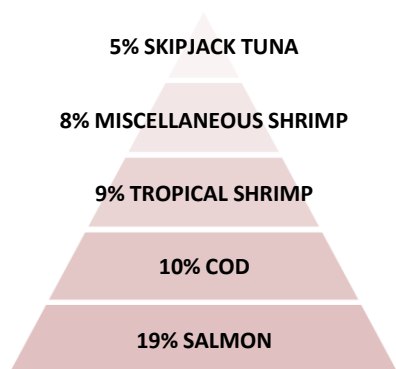 5% SKIPJACK TUNA
8% MISCELLANEOUS SHRIMP
9% TROPICAL SHRIMP
10% COD
19% SALMON